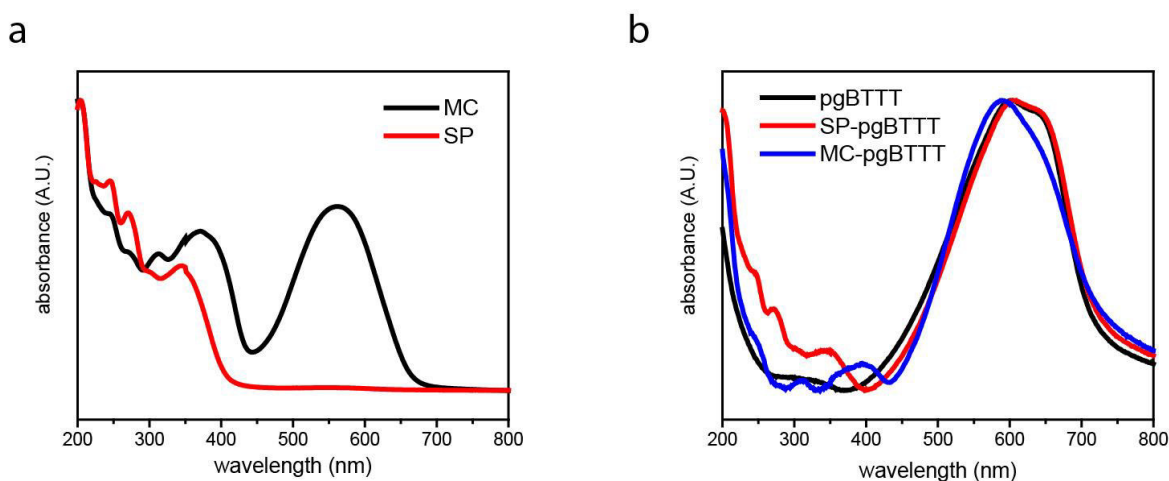 a
MC
SP
absorbance (A.U.)
200 300 400 500 600 700 800
wavelength (nm)
b
pgBTTT
SP-pgBTTT
MC-pgBTTT
absorbance (A.U.)
200 300 400 500 600 700 800
wavelength (nm)